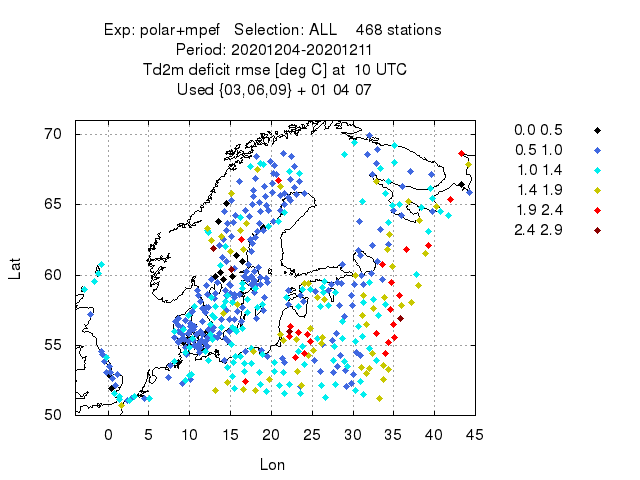 Exp: polar+mpef   Selection: ALL    468 stations
Period: 20201204-20201211
Td2m deficit rmse [deg C] at  10 UTC
Used {03,06,09} + 01 04 07
70
65
60
55
50
0 5 10 15 20 25 30 35 40 45
Lat
Lon
0.0 0.5
0.5 1.0
1.0 1.4
1.4 1.9
1.9 2.4
2.4 2.9